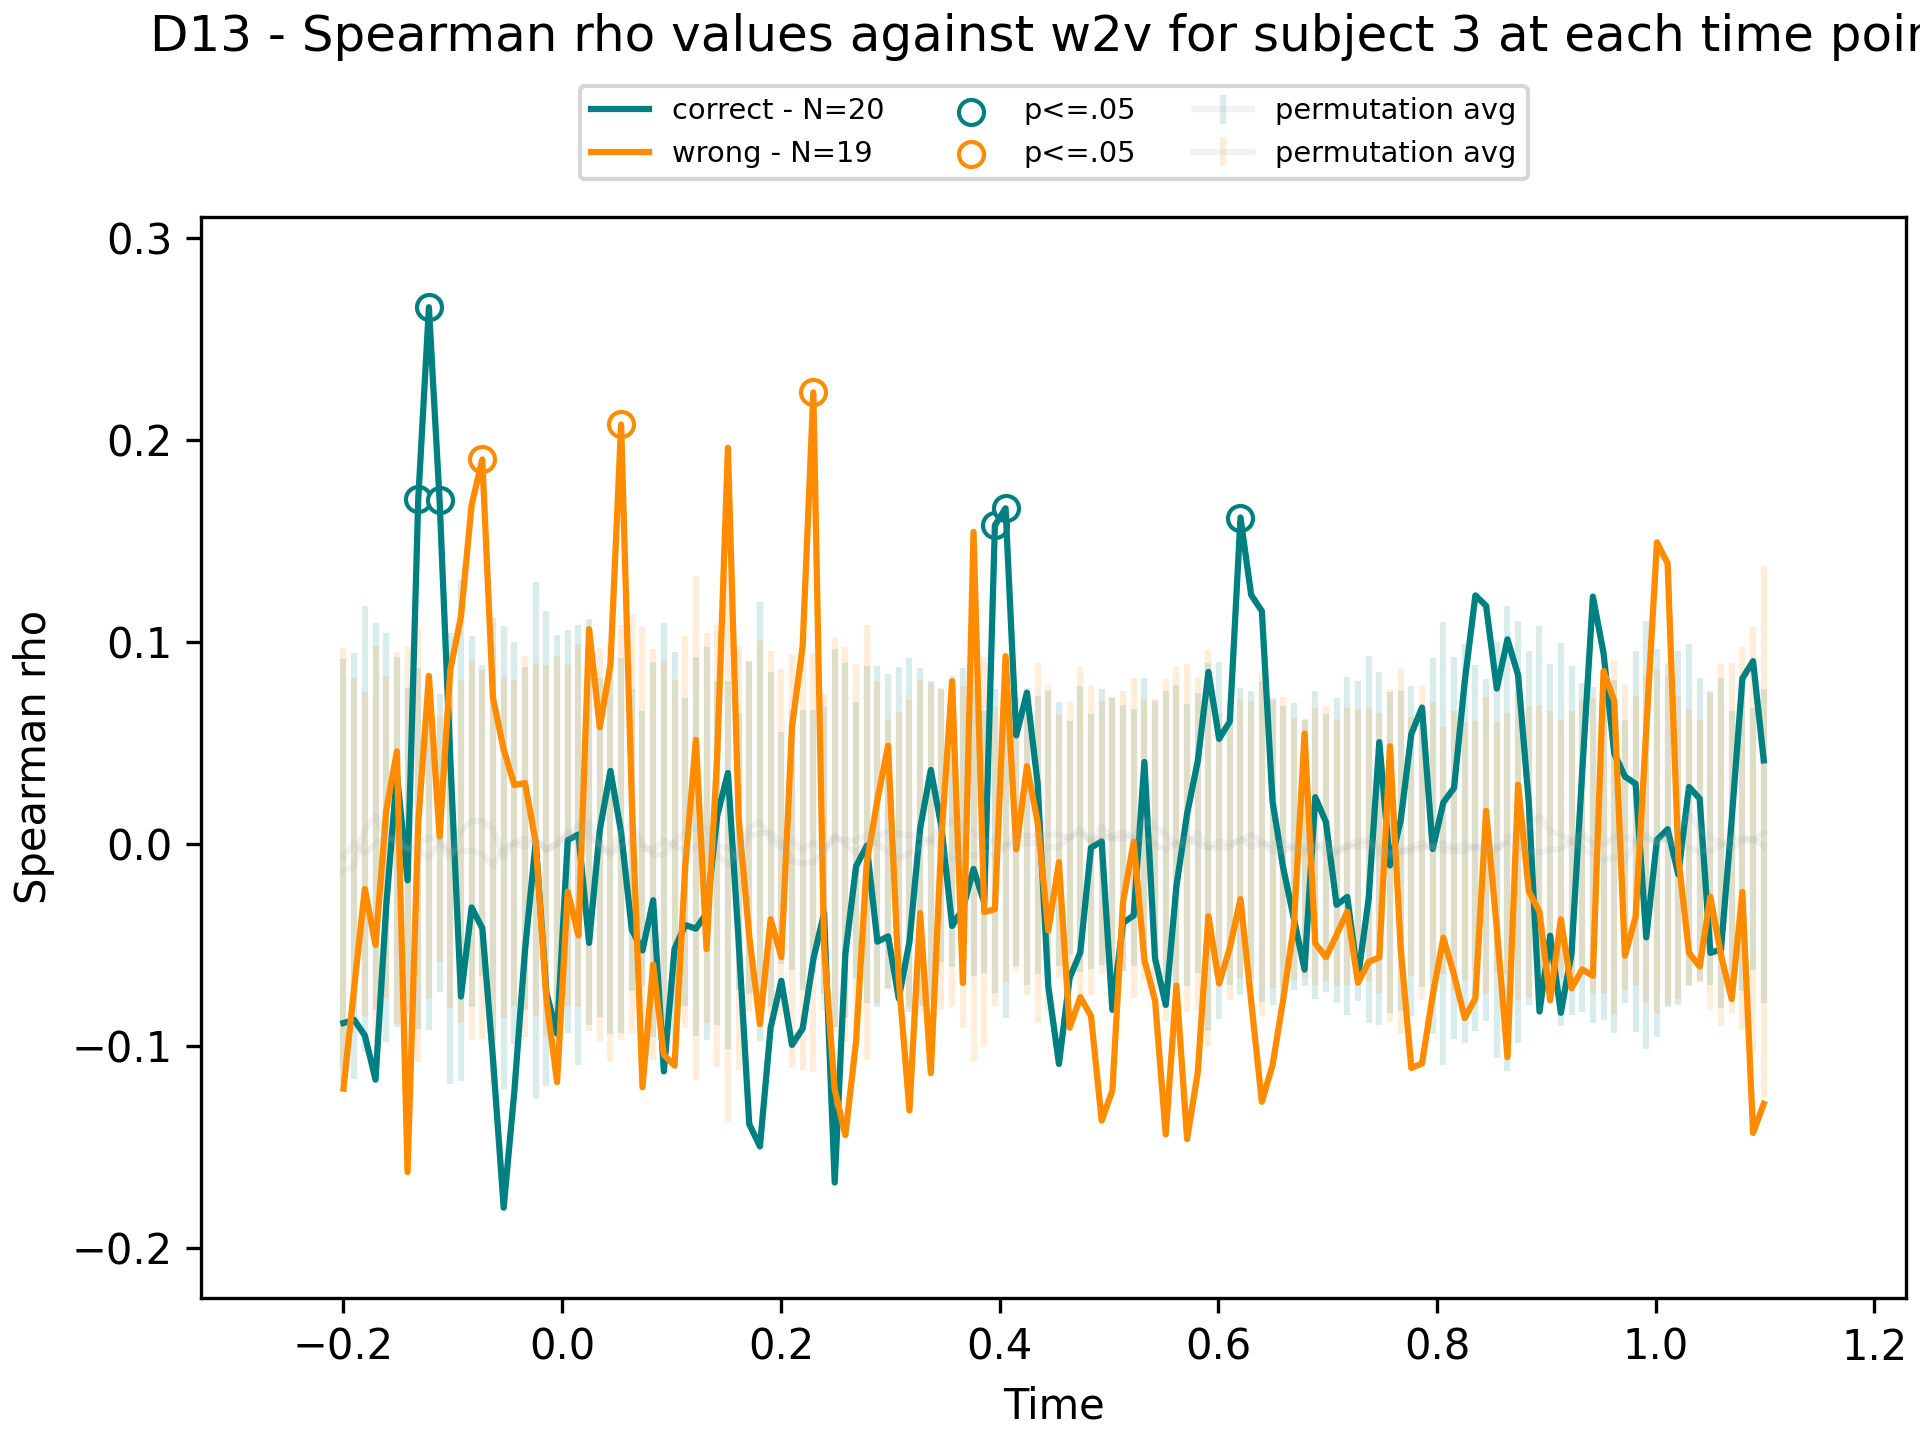 D13 - Spearman rho values against w2v for subject 3 at each time poi
correct - N=20 p<=.05 permutation avg
wrong - N=19 p<=.05 permutation avg
0.3
0.2
0.1
0.0
−0.1
−0.2
Spearman rho
−0.2 0.0 0.2 0.4 0.6 0.8 1.0 1.2
Time